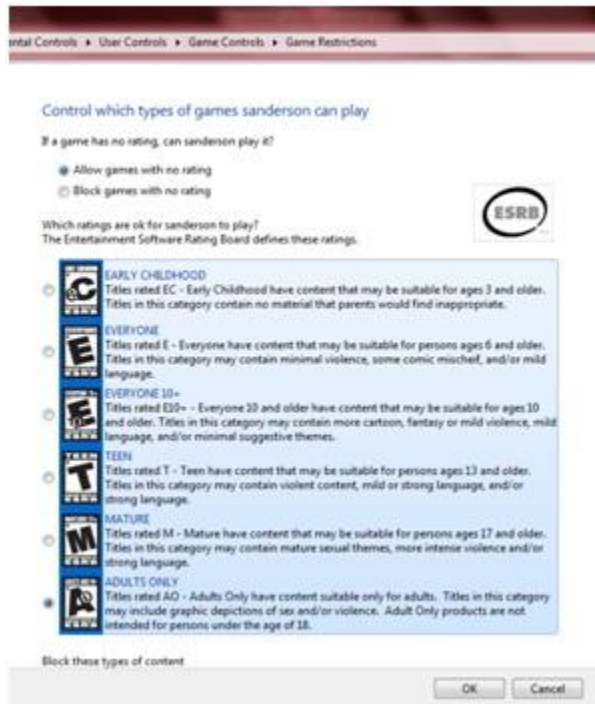 ental Controls ▸ User Controls ▸ Game Controls ▸ Game Restrictions
Control which types of games sanderson can play
If a game has no rating, can sanderson play it?
Allow games with no rating
Block games with no rating
ESRB
Which ratings are ok for sanderson to play?
The Entertainment Software Rating Board defines these ratings.
EARLY CHILDHOOD
Titles rated EC - Early Childhood have content that may be suitable for ages 3 and older.
Titles in this category contain no material that parents would find inappropriate.
EVERYONE
Titles rated E - Everyone have content that may be suitable for persons ages 6 and older.
Titles in this category may contain minimal violence, some comic mischief, and/or mild
language.
EVERYONE 10+
Titles rated E10+ - Everyone 10 and older have content that may be suitable for ages 10
and older. Titles in this category may contain more cartoon, fantasy or mild violence, mild
language, and/or minimal suggestive themes.
TEEN
Titles rated T - Teen have content that may be suitable for persons ages 13 and older.
Titles in this category may contain violent content, mild or strong language, and/or
strong language.
MATURE
Titles rated M - Mature have content that may be suitable for persons ages 17 and older.
Titles in this category may contain mature sexual themes, more intense violence and/or
strong language.
ADULTS ONLY
Titles rated AO - Adults Only have content suitable only for adults. Titles in this category
may include graphic depictions of sex and/or violence. Adult Only products are not
intended for persons under the age of 18.
Block these types of content
OK Cancel